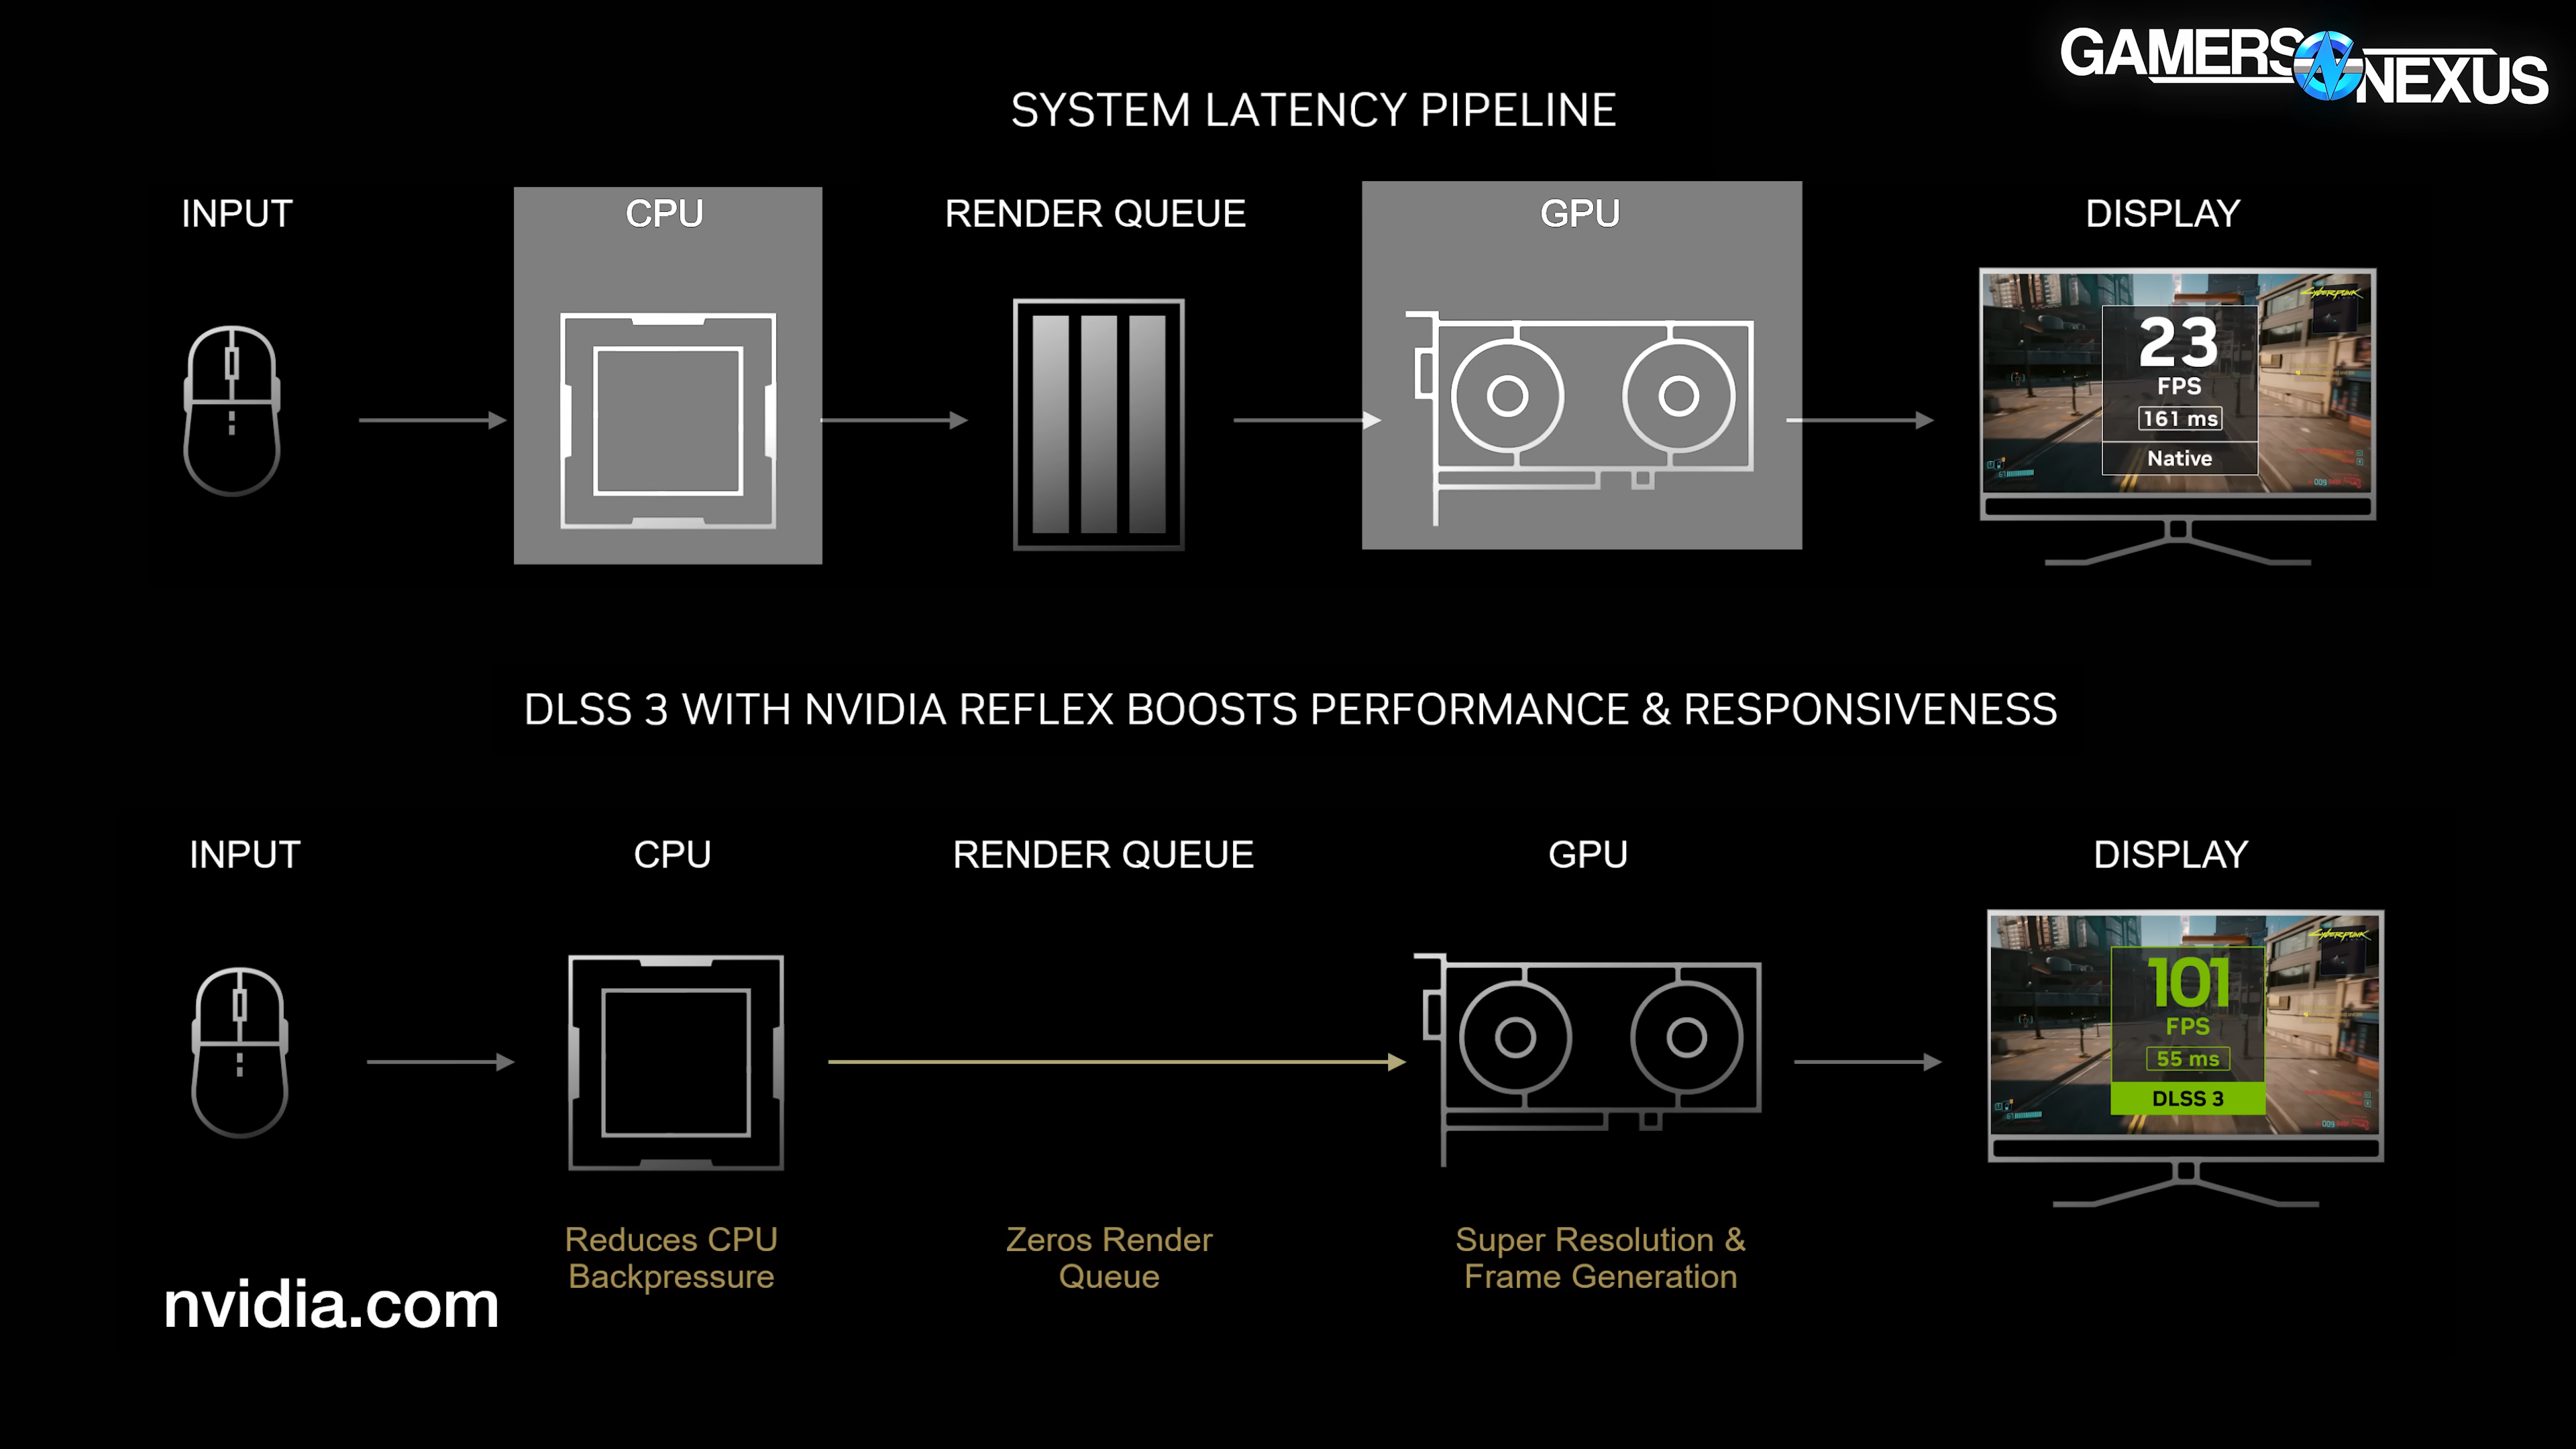 GAMERS NEXUS
SYSTEM LATENCY PIPELINE
INPUT
CPU
RENDER QUEUE
GPU
DISPLAY
CYBERPUNK
23
FPS
161 ms
Native
DLSS 3 WITH NVIDIA REFLEX BOOSTS PERFORMANCE & RESPONSIVENESS
INPUT
CPU
RENDER QUEUE
GPU
DISPLAY
CYBERPUNK
101
FPS
55 ms
DLSS 3
Reduces CPU
Backpressure
Zeros Render
Queue
Super Resolution &
Frame Generation
nvidia.com